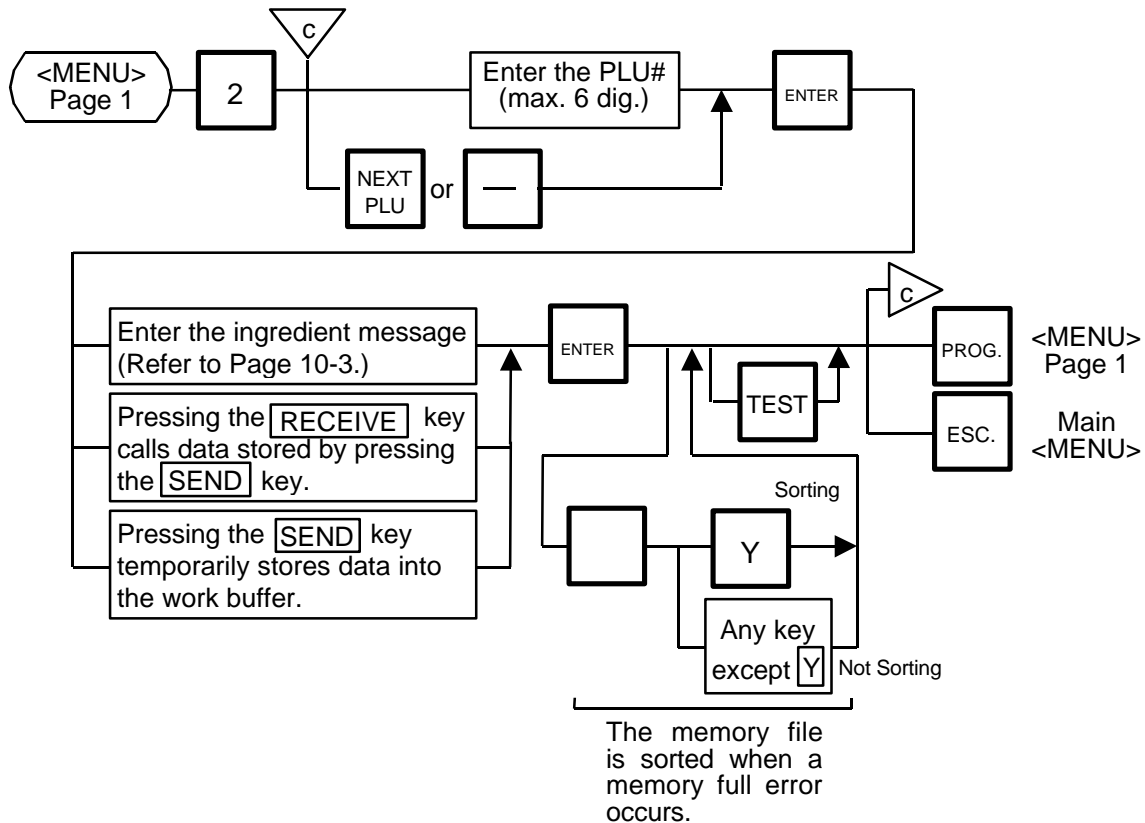 c
<MENU>
Page 1
2
Enter the PLU#
(max. 6 dig.)
ENTER
NEXT
PLU
or
—
Enter the ingredient message
(Refer to Page 10-3.)
ENTER
c
PROG.
<MENU>
Page 1
TEST
ESC.
Main
<MENU>
Pressing the RECEIVE key
calls data stored by pressing
the SEND key.
Pressing the SEND key
temporarily stores data into
the work buffer.
Sorting
Y
Any key
except Y
Not Sorting
The memory file
is sorted when a
memory full error
occurs.